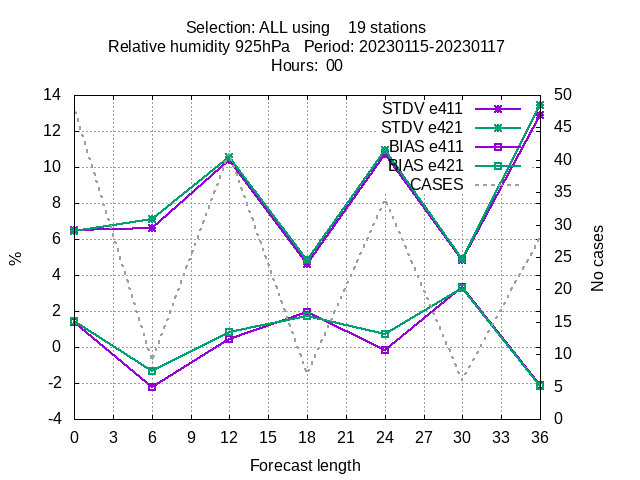 Selection: ALL using 19 stations
Relative humidity 925hPa Period: 20230115-20230117
Hours: 00
STDV e411
STDV e421
BIAS e411
BIAS e421
CASES
14
12
10
8
6
4
2
0
-2
-4
%
50
45
40
35
30
25
20
15
10
5
0
No cases
0 3 6 9 12 15 18 21 24 27 30 33 36
Forecast length